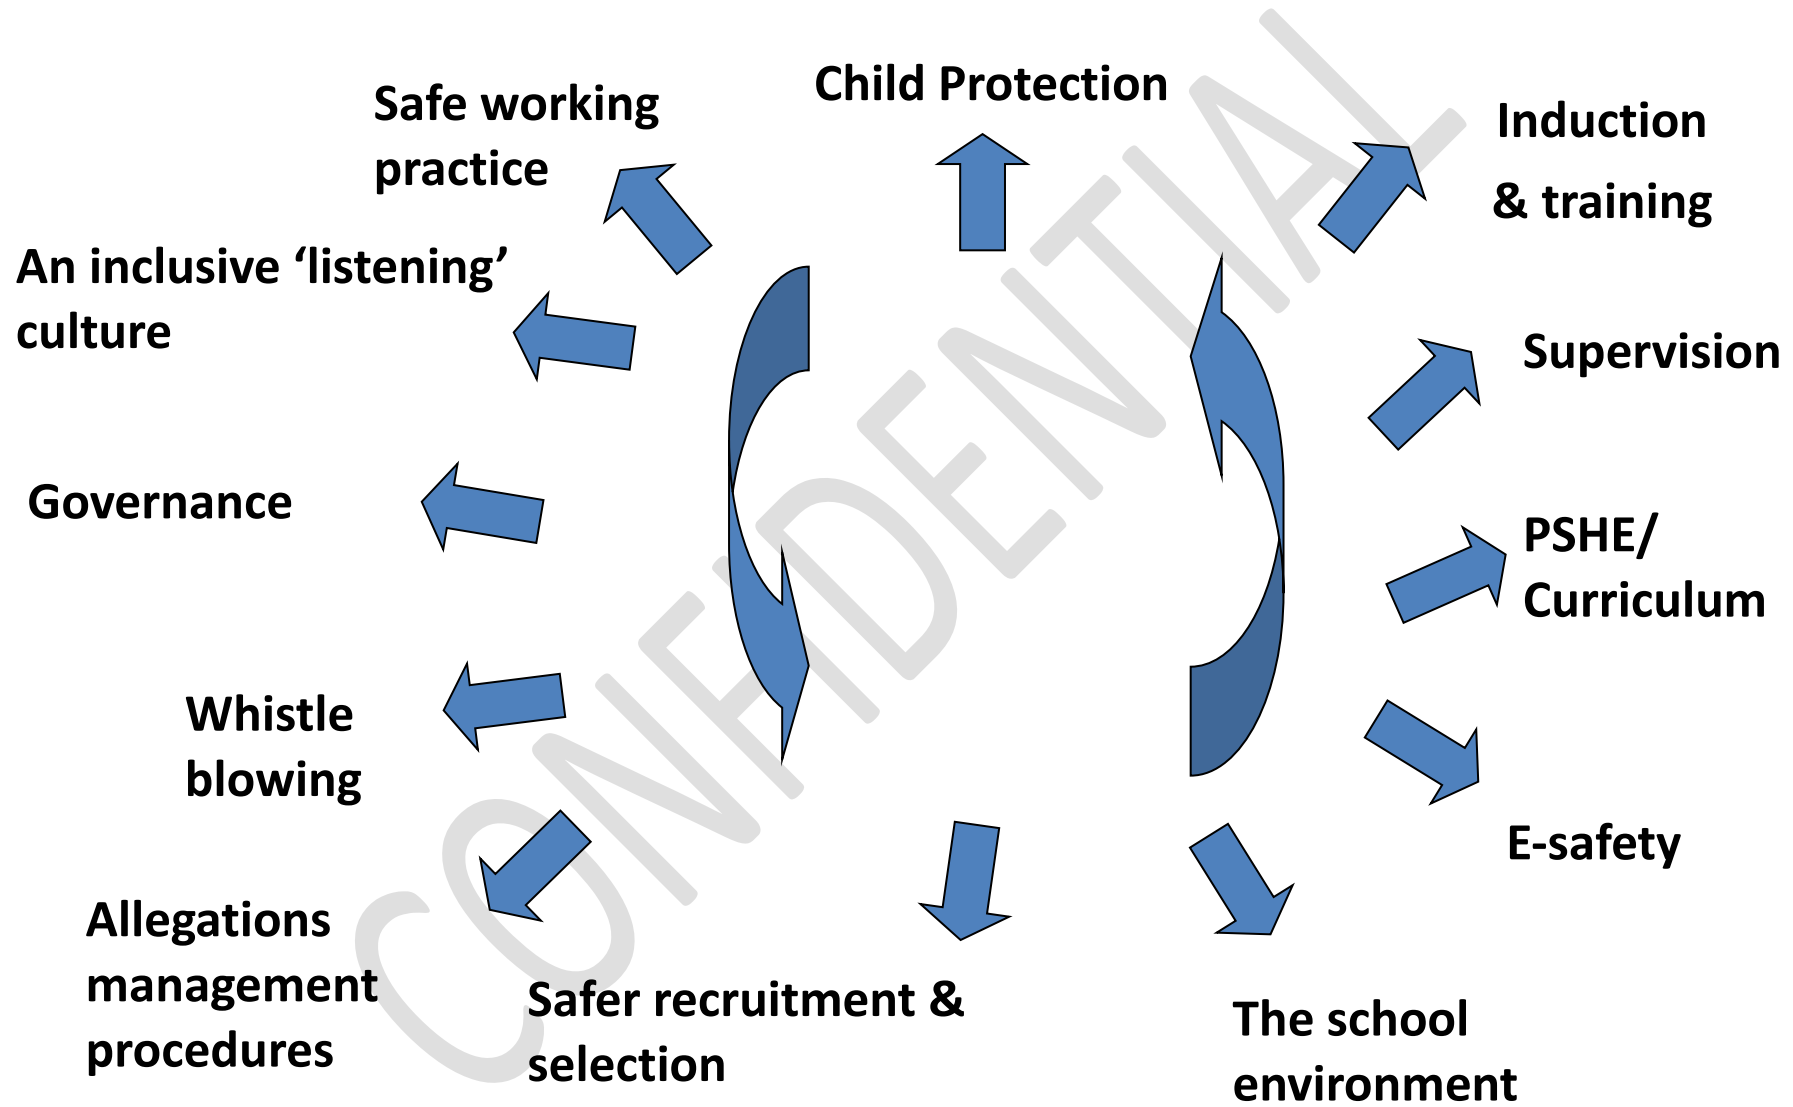 Child Protection
Induction
& training
Supervision
PSHE/
Curriculum
E-safety
The school
environment
Safer recruitment &
selection
Allegations
management
procedures
Whistle
blowing
Governance
An inclusive ‘listening’
culture
Safe working
practice
CONFIDENTIAL